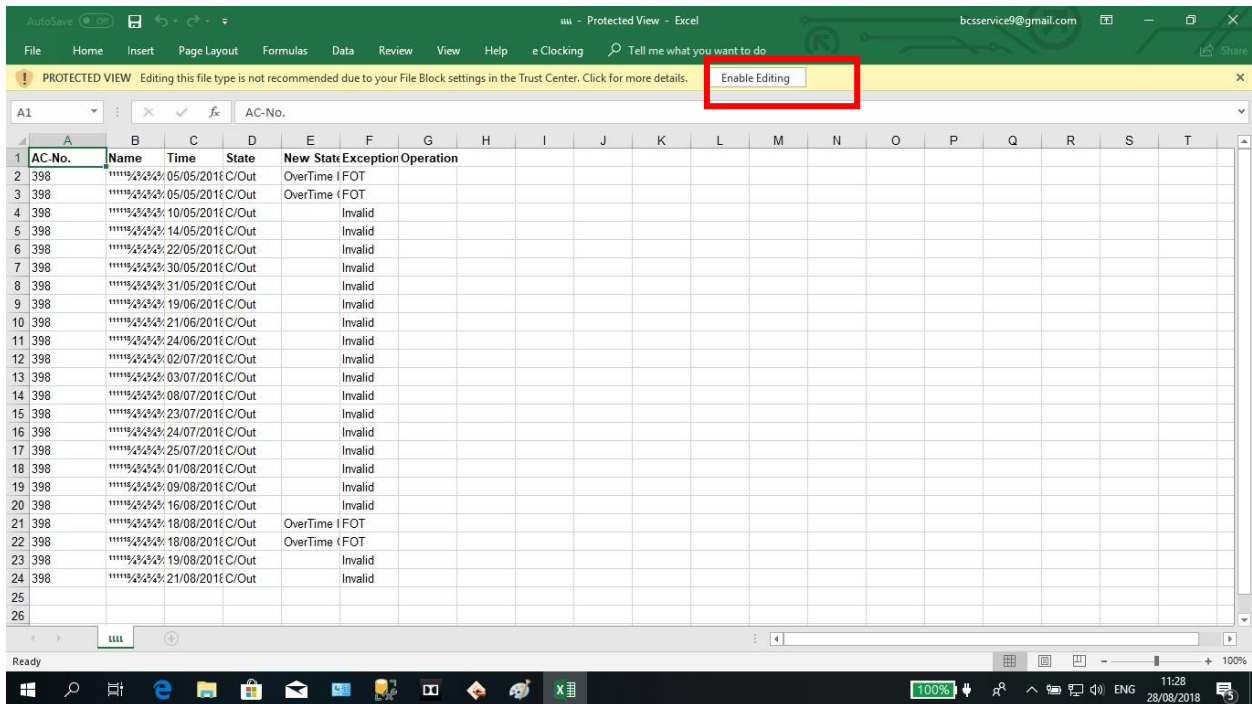 AutoSave Off ιιιι - Protected View - Excel bcsservice9@gmail.com
File Home Insert Page Layout Formulas Data Review View Help e Clocking Tell me what you want to do Share
PROTECTED VIEW Editing this file type is not recommended due to your File Block settings in the Trust Center. Click for more details. Enable Editing
A1 fx AC-No.
A B C D E F G H I J K L M N O P Q R S T
1 AC-No. Name Time State New State Exception Operation
2 398 05/05/2018 C/Out OverTime FOT
3 398 05/05/2018 C/Out OverTime FOT
4 398 10/05/2018 C/Out Invalid
5 398 14/05/2018 C/Out Invalid
6 398 22/05/2018 C/Out Invalid
7 398 30/05/2018 C/Out Invalid
8 398 31/05/2018 C/Out Invalid
9 398 19/06/2018 C/Out Invalid
10 398 21/06/2018 C/Out Invalid
11 398 24/06/2018 C/Out Invalid
12 398 02/07/2018 C/Out Invalid
13 398 03/07/2018 C/Out Invalid
14 398 08/07/2018 C/Out Invalid
15 398 23/07/2018 C/Out Invalid
16 398 24/07/2018 C/Out Invalid
17 398 25/07/2018 C/Out Invalid
18 398 01/08/2018 C/Out Invalid
19 398 09/08/2018 C/Out Invalid
20 398 16/08/2018 C/Out Invalid
21 398 18/08/2018 C/Out OverTime FOT
22 398 18/08/2018 C/Out OverTime FOT
23 398 19/08/2018 C/Out Invalid
24 398 21/08/2018 C/Out Invalid
25
26
ιιιι
Ready 100%
100% ENG 11:28
28/08/2018 5